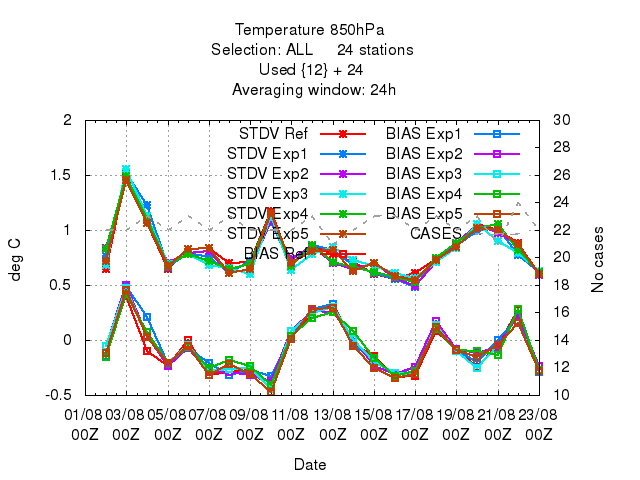 Temperature 850hPa
Selection: ALL 24 stations
Used {12} + 24
Averaging window: 24h
deg C
No cases
2
1.5
1
0.5
0
-0.5
30
28
26
24
22
20
18
16
14
12
10
STDV Ref
STDV Exp1
STDV Exp2
STDV Exp3
STDV Exp4
STDV Exp5
BIAS Ref
BIAS Exp1
BIAS Exp2
BIAS Exp3
BIAS Exp4
BIAS Exp5
CASES
01/08 03/08 05/08 07/08 09/08 11/08 13/08 15/08 17/08 19/08 21/08 23/08
00Z 00Z 00Z 00Z 00Z 00Z 00Z 00Z 00Z 00Z 00Z 00Z
Date